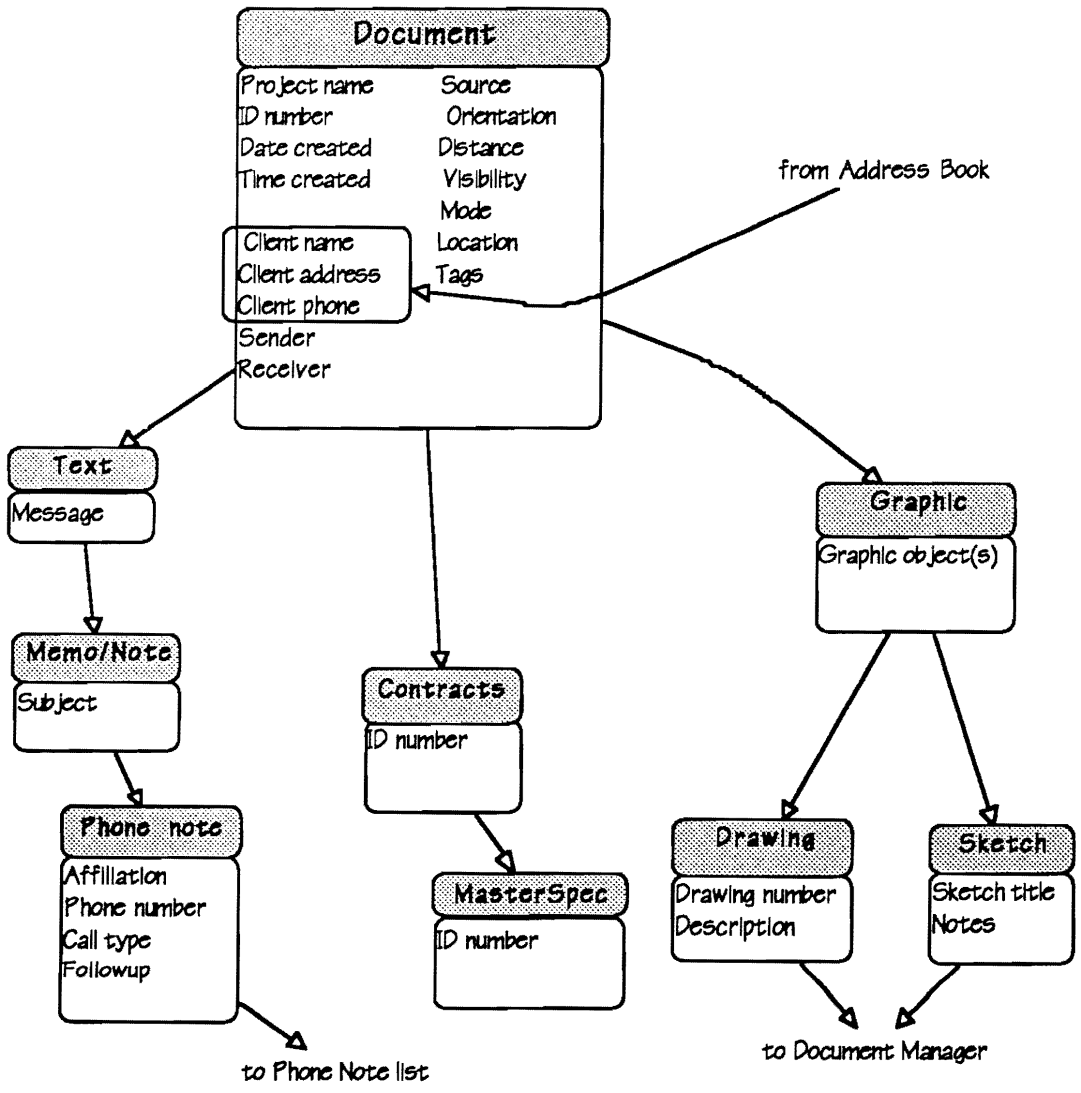 Document
Project name
ID number
Date created
Time created
Client name
Client address
Client phone
Sender
Receiver
Source
Orientation
Distance
Visibility
Mode
Location
Tags
from Address Book
Text
Message
Memo/Note
Subject
Phone note
Affiliation
Phone number
Call type
Followup
to Phone Note list
Contracts
ID number
MasterSpec
ID number
Graphic
Graphic object(s)
Drawing
Drawing number
Description
Sketch
Sketch title
Notes
to Document Manager